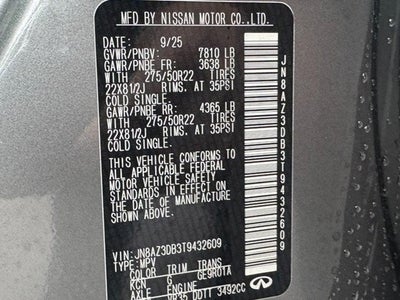 MFD BY NISSAN MOTOR CO.,LTD.
DATE: 9/25
GVWR/PNBV: 7810 LB
GAWR/PNBE FR: 3638 LB
WITH 275/50R22 TIRES
22X81/2J RIMS. AT 35PSI
COLD SINGLE.
GAWR/PNBE RR: 4365 LB
WITH 275/50R22 TIRES
22X81/2J RIMS. AT 35PSI
COLD SINGLE.
THIS VEHICLE CONFORMS TO
ALL APPLICABLE FEDERAL
MOTOR VEHICLE SAFETY
STANDARDS IN EFFECT ON
THE DATE OF MANUFACTURE
SHOWN ABOVE.
VIN:JN8AZ3DB3T9432609
TYPE:MPV
COLOR TRIM TRANS
KCN G GE9R01A
AXLE ENGINE
VR35 DDTT 3492CC
JN8AZ3DB3T9432609
INFINITI